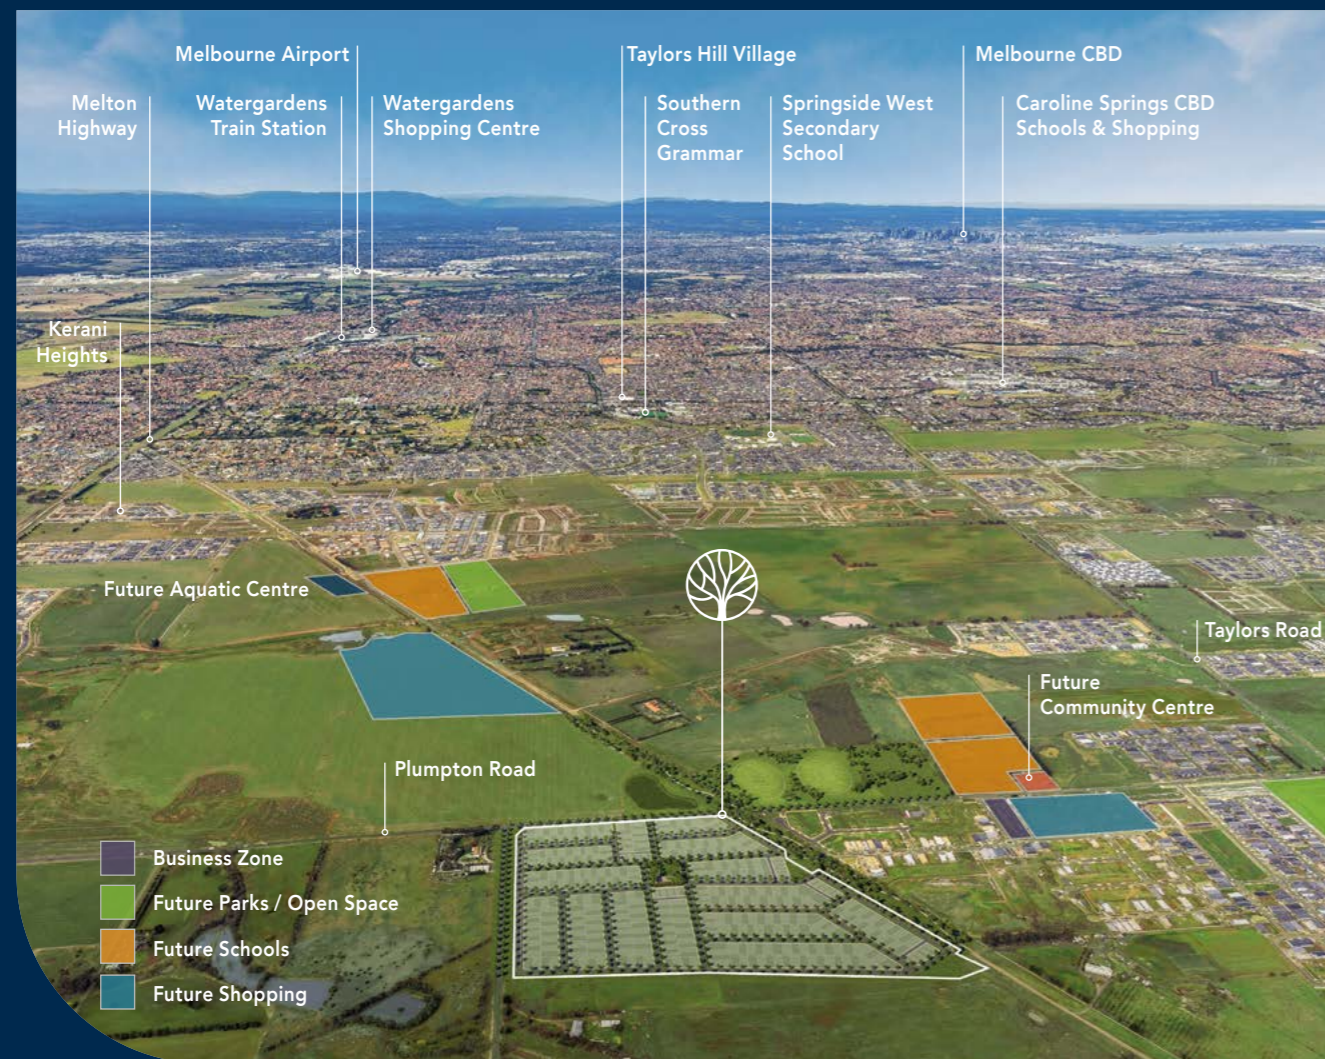 Melbourne Airport
Taylors Hill Village
Melbourne CBD
Melton
Highway
Watergardens
Train Station
Watergardens
Shopping Centre
Southern
Cross
Grammar
Springside West
Secondary
School
Caroline Springs CBD
Schools & Shopping
Kerani
Heights
Future Aquatic Centre
Taylors Road
Future
Community Centre
Plumpton Road
Business Zone
Future Parks / Open Space
Future Schools
Future Shopping